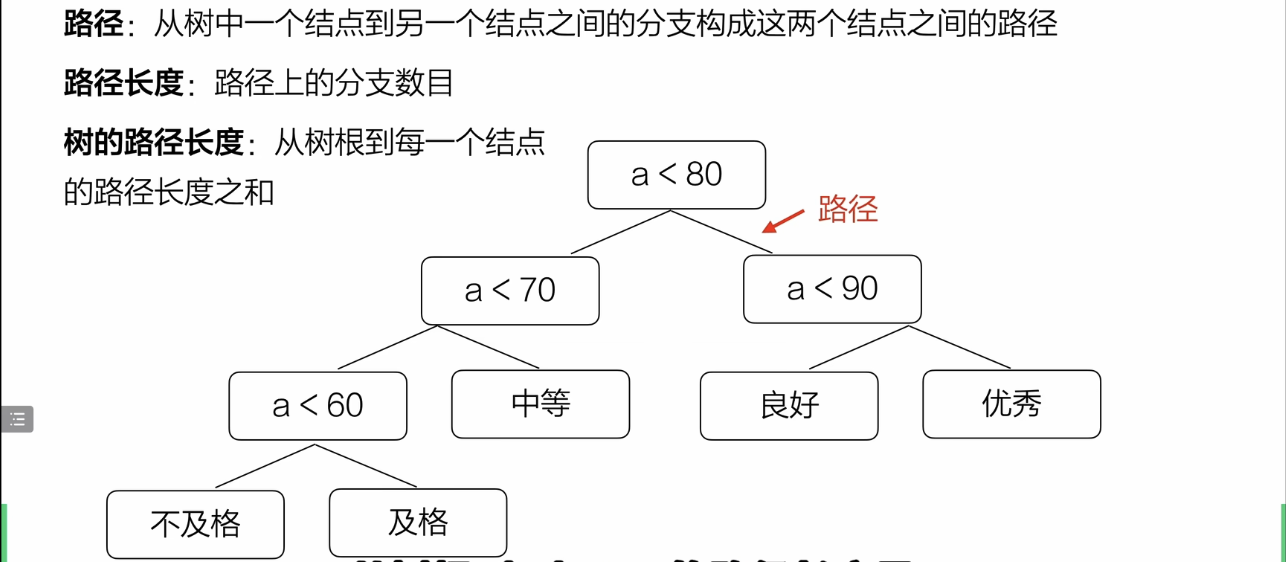 路径：从树中一个结点到另一个结点之间的分支构成这两个结点之间的路径
路径长度：路径上的分支数目
树的路径长度：从树根到每一个结点
的路径长度之和
a < 80
路径
a < 70
a < 90
a < 60
中等
良好
优秀
不及格
及格